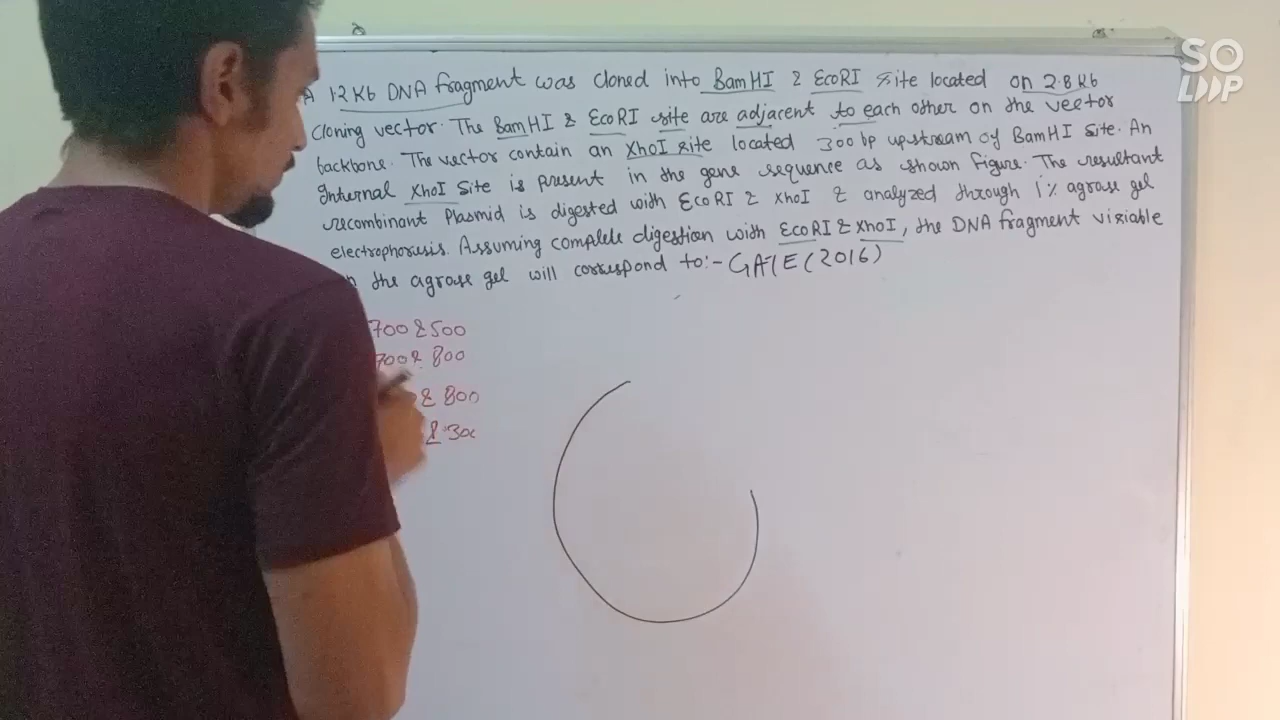 A 1.2 Kb DNA fragment was cloned into BamHI & EcoRI site located on 2.8 Kb
cloning vector. The BamHI & EcoRI site are adjacent to each other on the vector
backbone. The vector contain an XhoI site located 300 bp upstream of BamHI site. An
Internal XhoI Site is present in the gene sequence as shown figure. The resultant
recombinant Plasmid is digested with EcoRI & XhoI & analyzed through 1% agrose gel
electrophoresis. Assuming complete digestion with EcoRI & XhoI, the DNA fragment visiable
the agrose gel will correspond to:- GATE (2016)
700 & 500
700 & 800
& 800
& 300
SO
LOOP